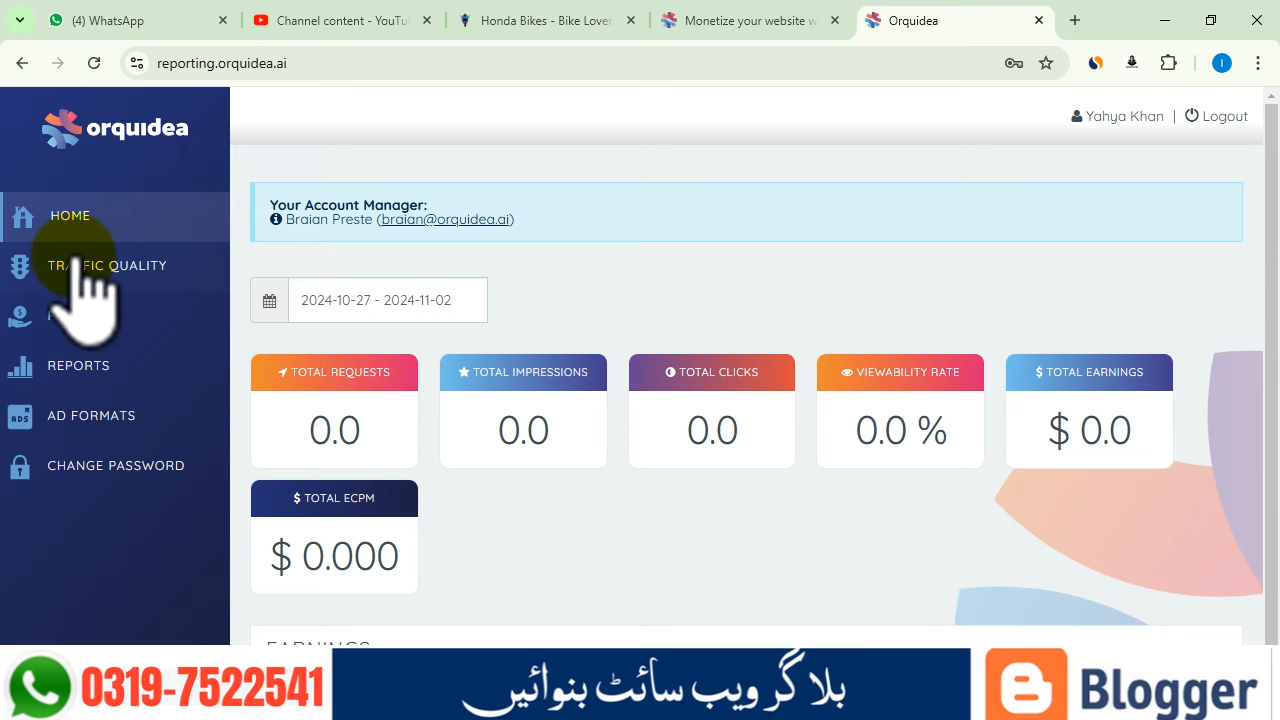 (4) WhatsApp
Channel content - YouTu
Honda Bikes - Bike Lover
Monetize your website w
Orquidea
reporting.orquidea.ai
I
orquidea
Yahya Khan | Logout
HOME
TRAFFIC QUALITY
REPORTS
AD FORMATS
CHANGE PASSWORD
Your Account Manager:
Braian Preste (braian@orquidea.ai)
2024-10-27 - 2024-11-02
TOTAL REQUESTS
0.0
TOTAL IMPRESSIONS
0.0
TOTAL CLICKS
0.0
VIEWABILITY RATE
0.0 %
$ TOTAL EARNINGS
$ 0.0
$ TOTAL ECPM
$ 0.000
EARNINGS
0319-7522541
بلاگر ویب سائٹ بنوائیں
Blogger